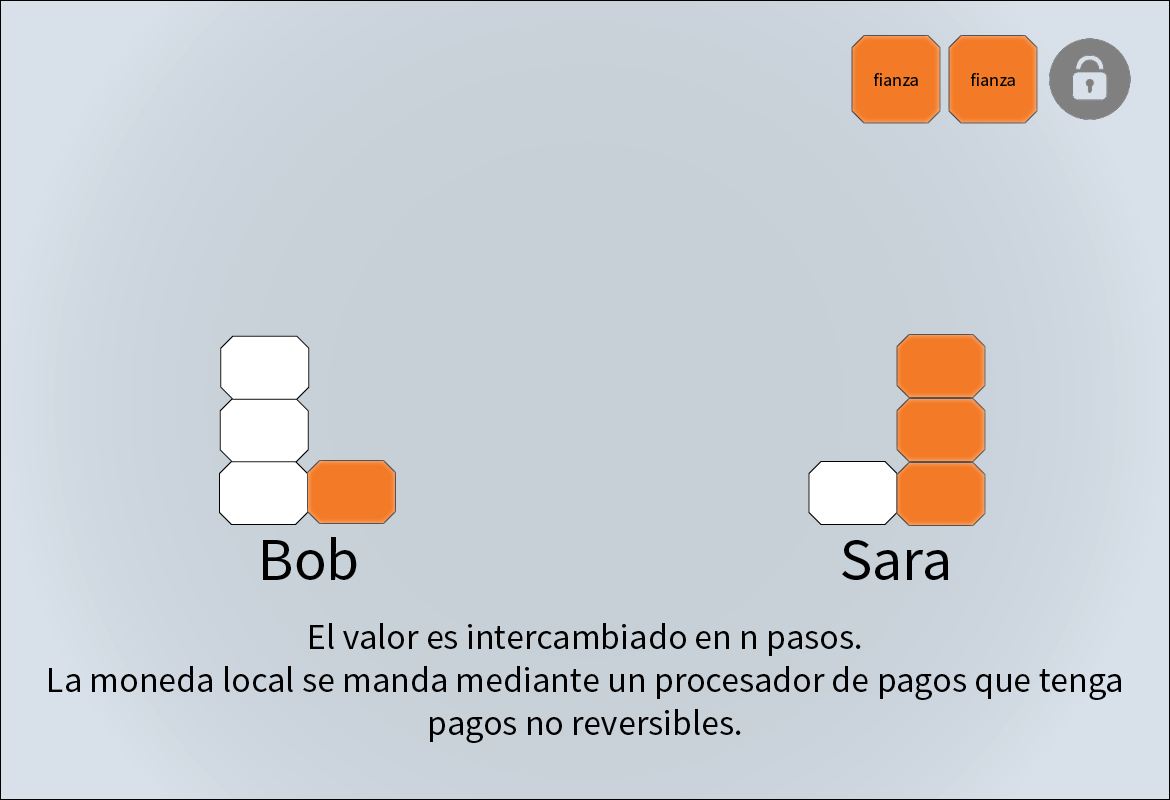 fianza fianza
Bob
Sara
El valor es intercambiado en n pasos.
La moneda local se manda mediante un procesador de pagos que tenga
pagos no reversibles.